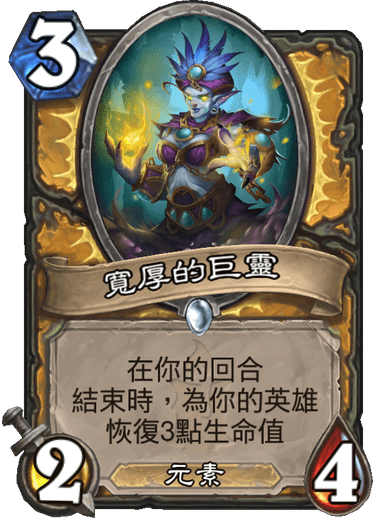 3
寬厚的巨靈
在你的回合
結束時，為你的英雄
恢復3點生命值
2
元素
4